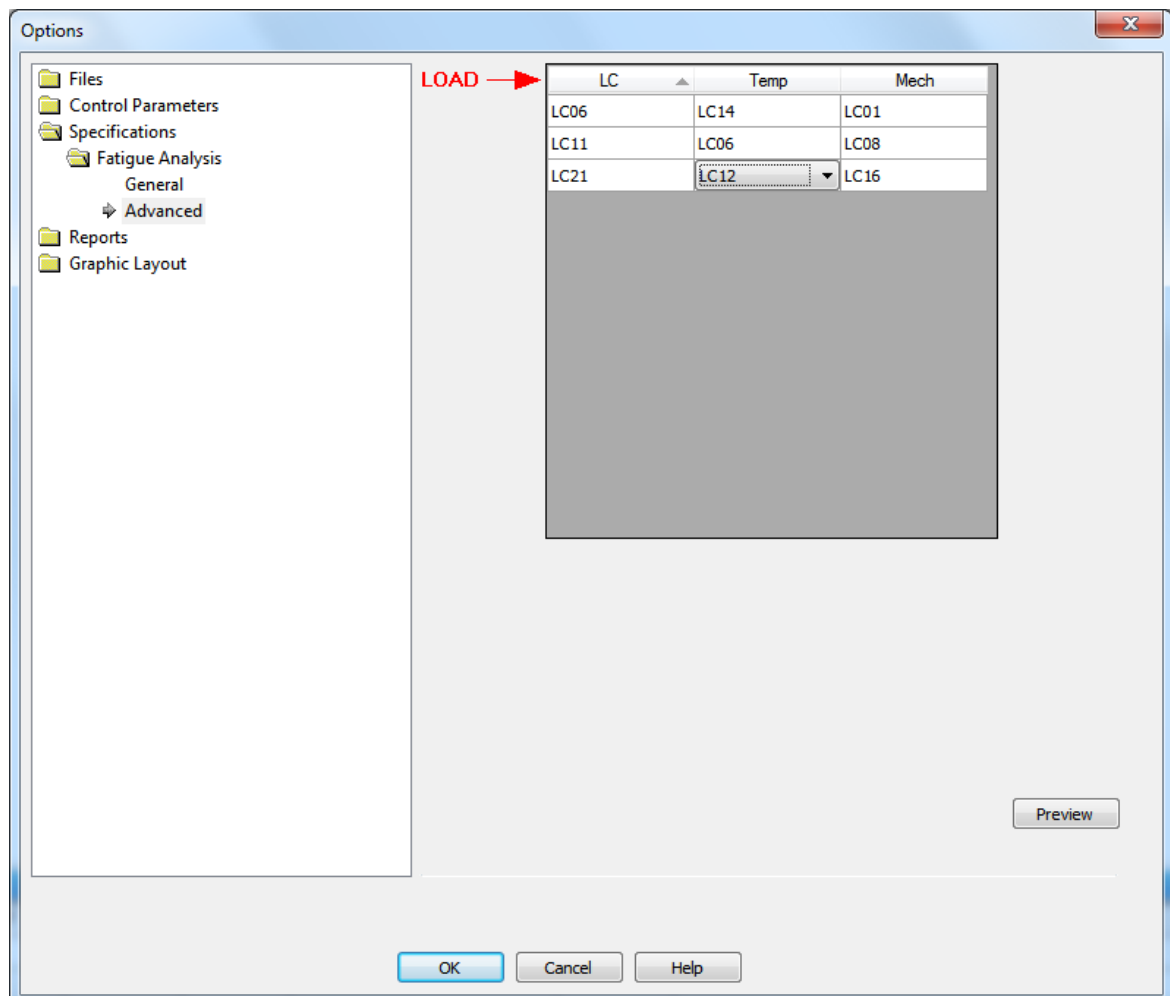 Options
Files
Control Parameters
Specifications
Fatigue Analysis
General
Advanced
Reports
Graphic Layout
LOAD
LC Temp Mech
LC06 LC14 LC01
LC11 LC06 LC08
LC21 LC12 LC16
Preview
OK Cancel Help